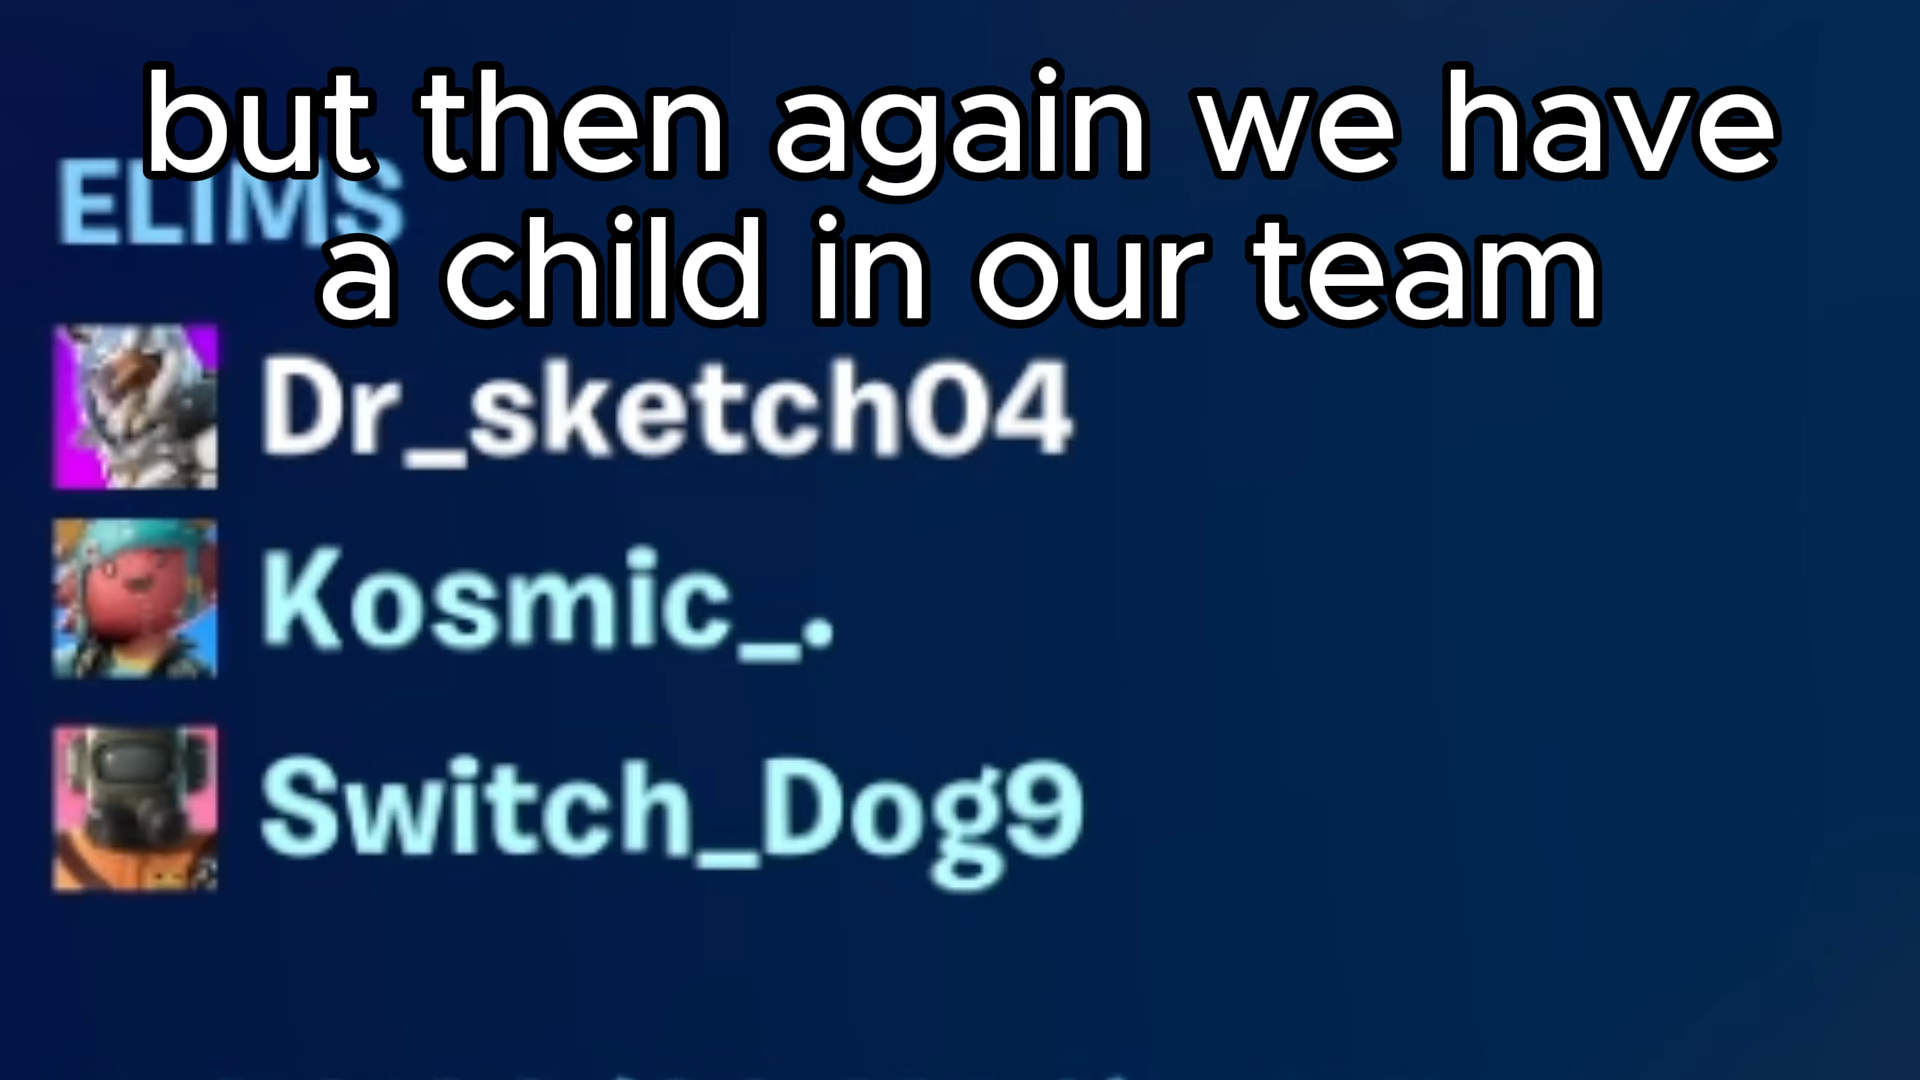 but then again we have
a child in our team
ELIMS
Dr_sketch04
Kosmic_.
Switch_Dog9